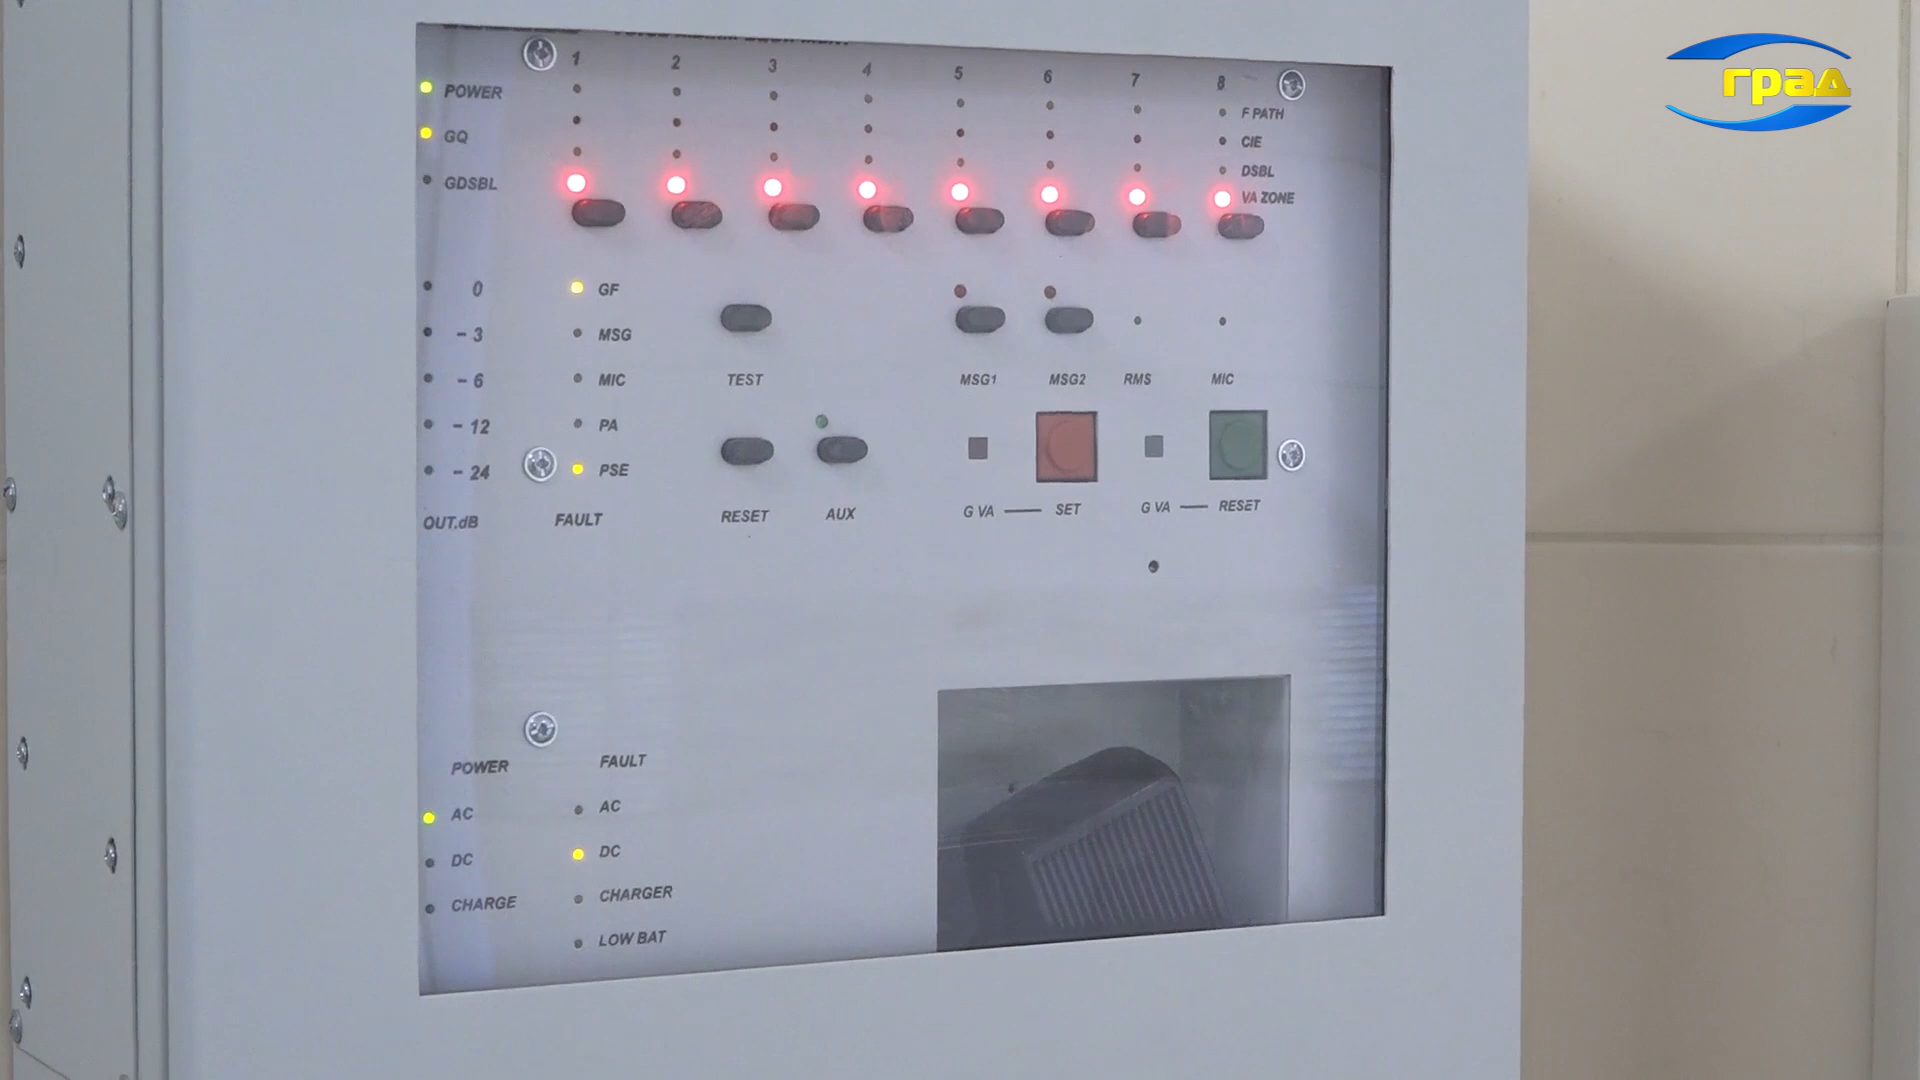 град
1 2 3 4 5 6 7 8
POWER
F PATH
GQ
CIE
GDSBL
DSBL
VA ZONE
0 GF
- 3 MSG
- 6 MIC TEST MSG1 MSG2 RMS MIC
- 12 PA
- 24 PSE
OUT.dB FAULT RESET AUX G VA SET G VA RESET
POWER FAULT
AC AC
DC DC
CHARGE CHARGER
LOW BAT